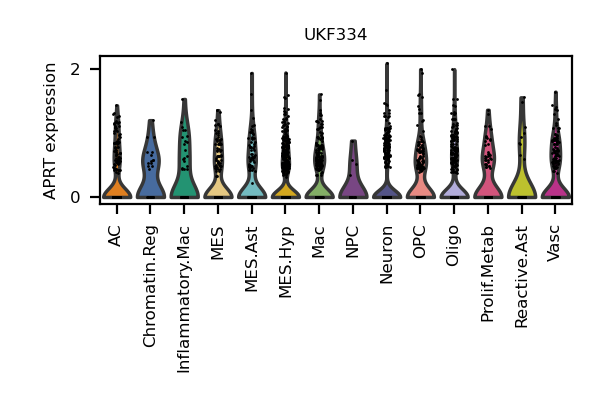 UKF334
APRT expression
2
0
AC
Chromatin.Reg
Inflammatory.Mac
MES
MES.Ast
MES.Hyp
Mac
NPC
Neuron
OPC
Oligo
Prolif.Metab
Reactive.Ast
Vasc